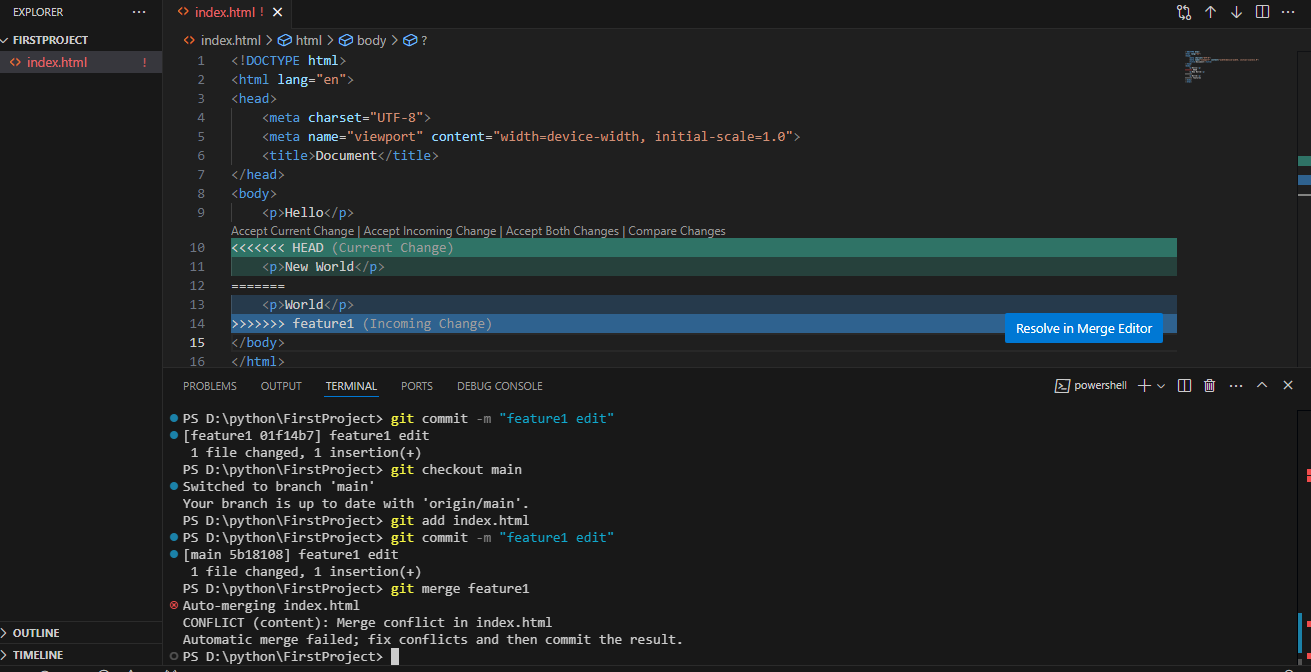 EXPLORER ...
index.html !
FIRSTPROJECT
index.html !
index.html > html > body > ?
1 <!DOCTYPE html>
2 <html lang="en">
3 <head>
4 <meta charset="UTF-8">
5 <meta name="viewport" content="width=device-width, initial-scale=1.0">
6 <title>Document</title>
7 </head>
8 <body>
9 <p>Hello</p>
Accept Current Change | Accept Incoming Change | Accept Both Changes | Compare Changes
10 <<<<<<< HEAD (Current Change)
11 <p>New World</p>
12 =======
13 <p>World</p>
14 >>>>>>> feature1 (Incoming Change)
Resolve in Merge Editor
15 </body>
16 </html>
PROBLEMS OUTPUT TERMINAL PORTS DEBUG CONSOLE
powershell
PS D:\python\FirstProject> git commit -m "feature1 edit"
[feature1 01f14b7] feature1 edit
1 file changed, 1 insertion(+)
PS D:\python\FirstProject> git checkout main
Switched to branch 'main'
Your branch is up to date with 'origin/main'.
PS D:\python\FirstProject> git add index.html
PS D:\python\FirstProject> git commit -m "feature1 edit"
[main 5b18108] feature1 edit
1 file changed, 1 insertion(+)
PS D:\python\FirstProject> git merge feature1
Auto-merging index.html
CONFLICT (content): Merge conflict in index.html
Automatic merge failed; fix conflicts and then commit the result.
PS D:\python\FirstProject>
OUTLINE
TIMELINE